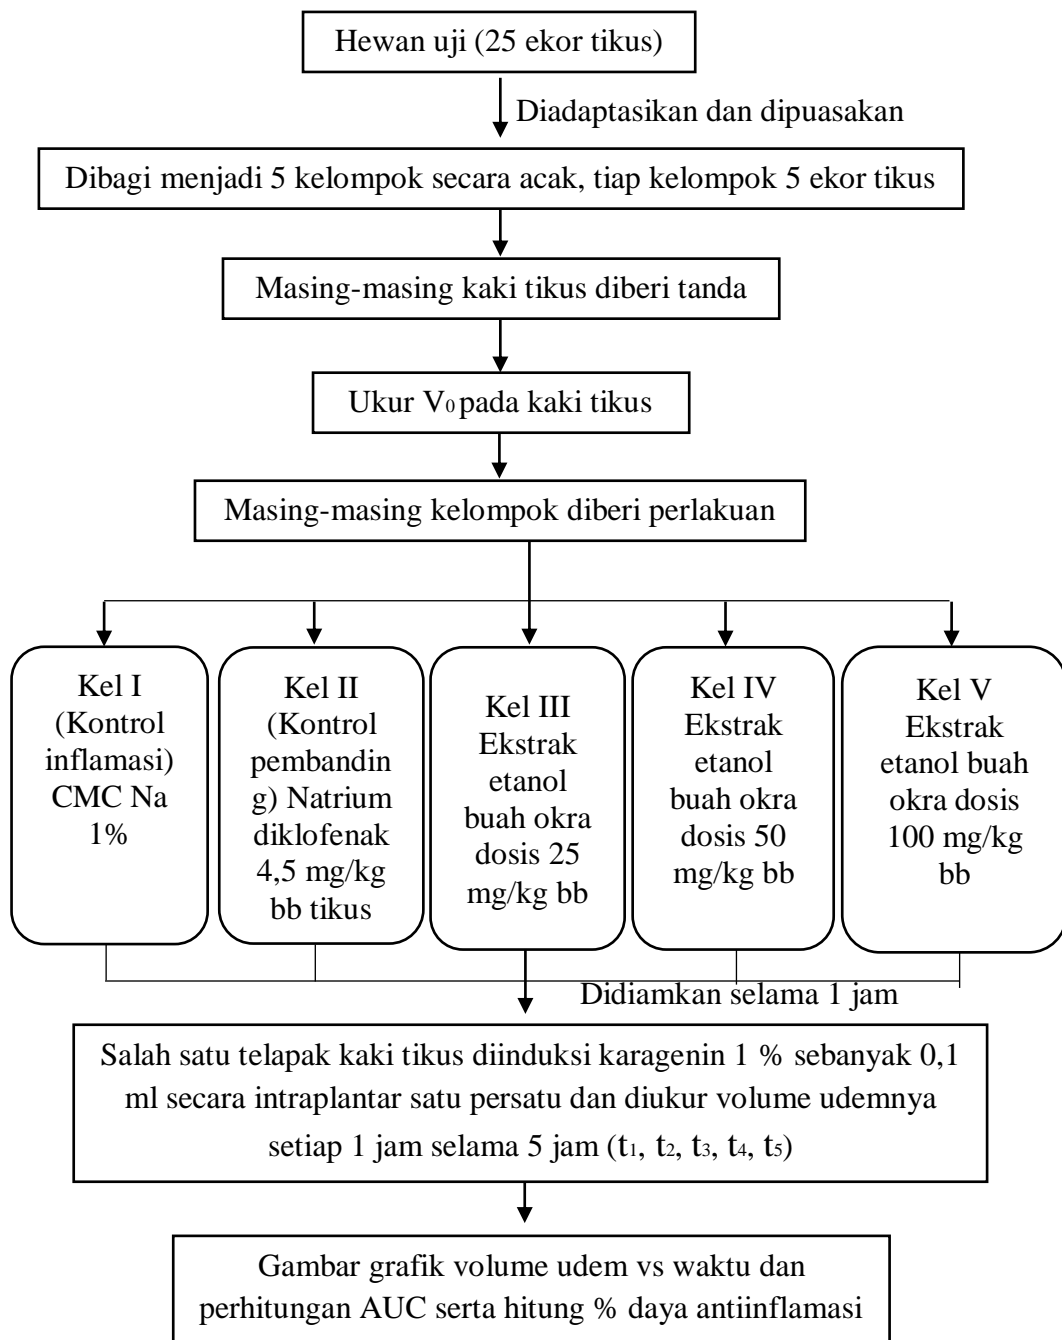 Hewan uji (25 ekor tikus)
Diadaptasikan dan dipuasakan
Dibagi menjadi 5 kelompok secara acak, tiap kelompok 5 ekor tikus
Masing-masing kaki tikus diberi tanda
Ukur V₀ pada kaki tikus
Masing-masing kelompok diberi perlakuan
Kel I
(Kontrol
inflamasi)
CMC Na
1%
Kel II
(Kontrol
pembandin
g) Natrium
diklofenak
4,5 mg/kg
bb tikus
Kel III
Ekstrak
etanol
buah okra
dosis 25
mg/kg bb
Kel IV
Ekstrak
etanol
buah okra
dosis 50
mg/kg bb
Kel V
Ekstrak
etanol buah
okra dosis
100 mg/kg
bb
Didiamkan selama 1 jam
Salah satu telapak kaki tikus diinduksi karagenin 1 % sebanyak 0,1
ml secara intraplantar satu persatu dan diukur volume udemnya
setiap 1 jam selama 5 jam (t₁, t₂, t₃, t₄, t₅)
Gambar grafik volume udem vs waktu dan
perhitungan AUC serta hitung % daya antiinflamasi